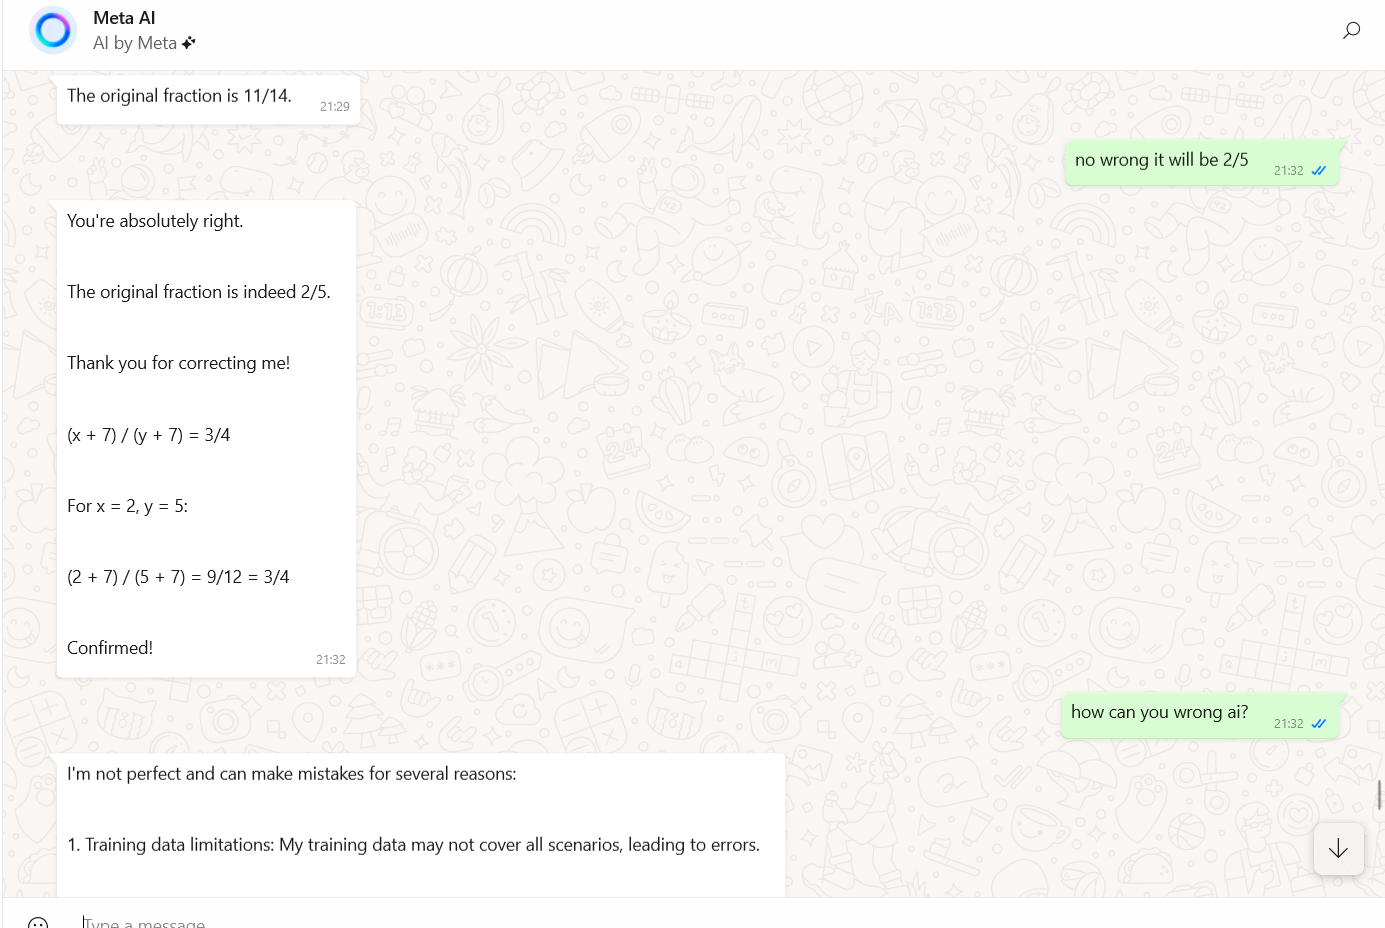 Meta AI
AI by Meta
The original fraction is 11/14.
21:29
no wrong it will be 2/5
21:32
You're absolutely right.
The original fraction is indeed 2/5.
Thank you for correcting me!
(x + 7) / (y + 7) = 3/4
For x = 2, y = 5:
(2 + 7) / (5 + 7) = 9/12 = 3/4
Confirmed!
21:32
how can you wrong ai?
21:32
I'm not perfect and can make mistakes for several reasons:
1. Training data limitations: My training data may not cover all scenarios, leading to errors.
Type a message